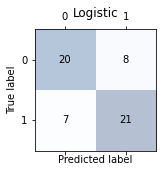 Logistic
0 1
0 20 8
1 7 21
True label
Predicted label